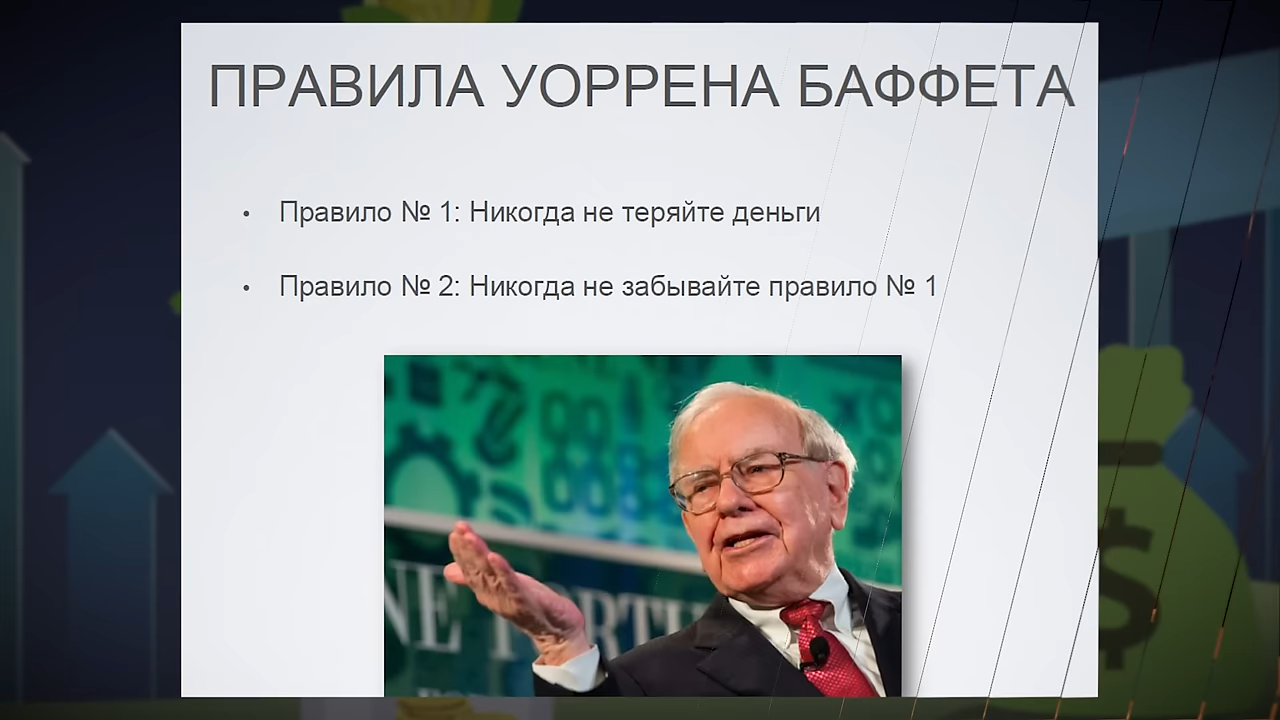 ПРАВИЛА УОРРЕНА БАФФЕТА
• Правило № 1: Никогда не теряйте деньги
• Правило № 2: Никогда не забывайте правило № 1
$